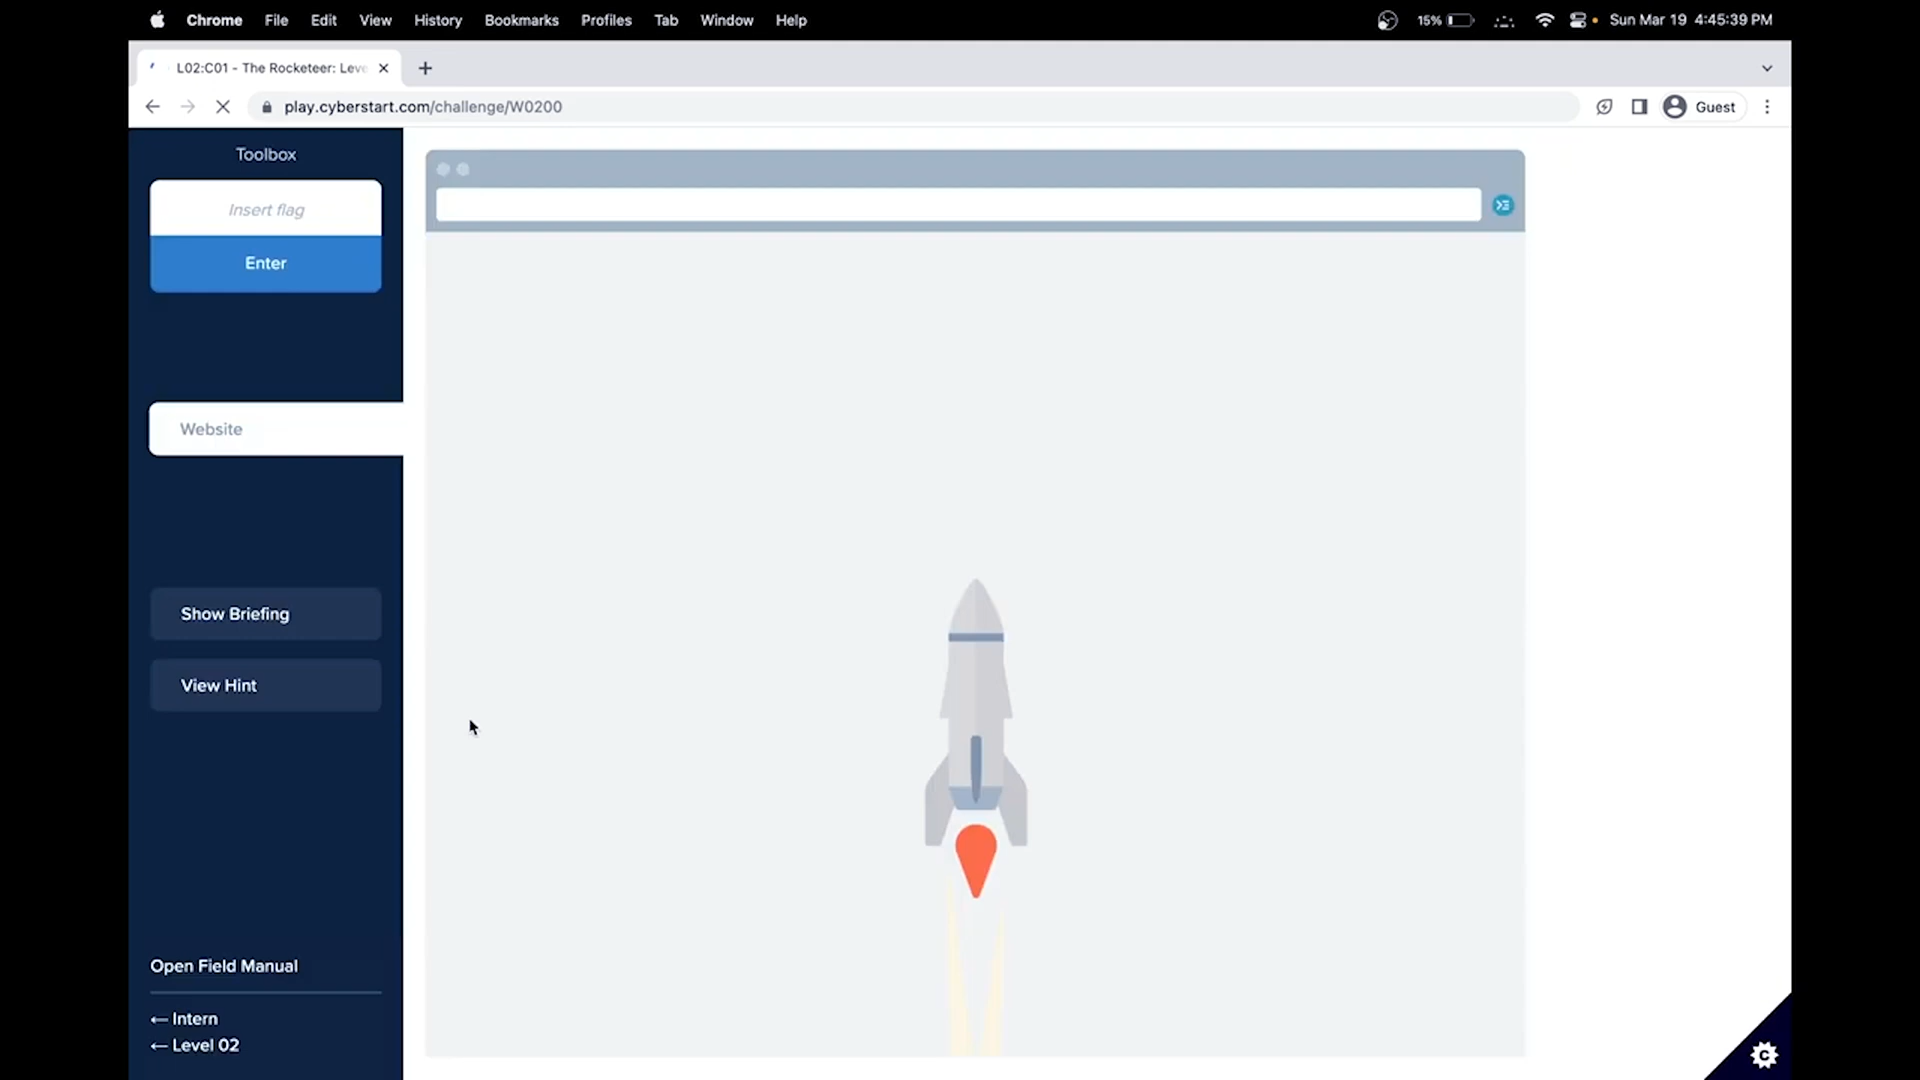 Chrome File Edit View History Bookmarks Profiles Tab Window Help 15% Sun Mar 19 4:45:39 PM
L02:C01 - The Rocketeer: Leve
play.cyberstart.com/challenge/W0200 Guest
Toolbox
Insert flag
Enter
Website
Show Briefing
View Hint
Open Field Manual
← Intern
← Level 02
C